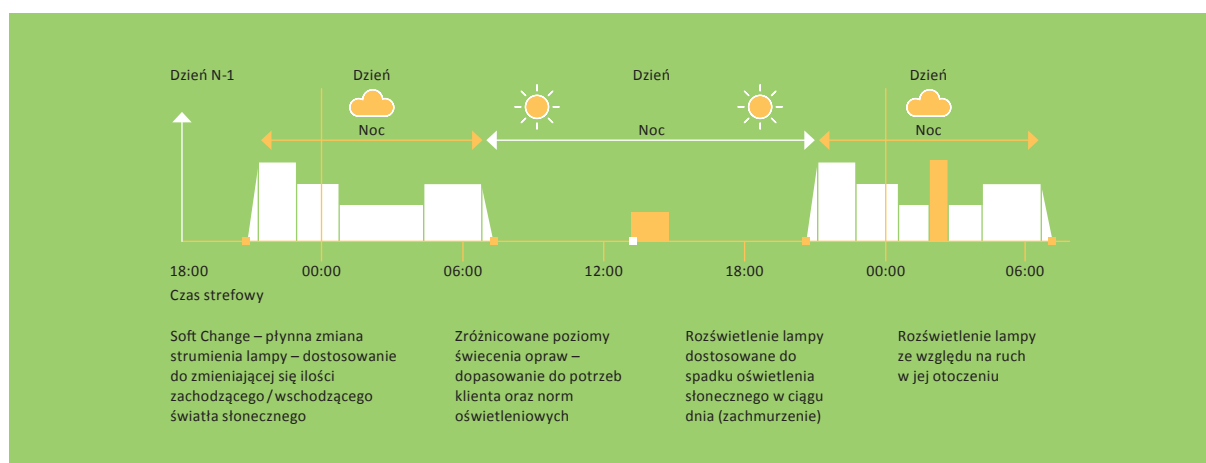 Dzień N-1
Dzień
Dzień
Dzień
Noc
Noc
Noc
18:00
00:00
06:00
12:00
18:00
00:00
06:00
Czas strefowy
Soft Change – płynna zmiana
strumienia lampy – dostosowanie
do zmieniającej się ilości
zachodzącego / wschodzącego
światła słonecznego
Zróżnicowane poziomy
świecenia opraw –
dopasowanie do potrzeb
klienta oraz norm
oświetleniowych
Rozświetlenie lampy
dostosowane do
spadku oświetlenia
słonecznego w ciągu
dnia (zachmurzenie)
Rozświetlenie lampy
ze względu na ruch
w jej otoczeniu